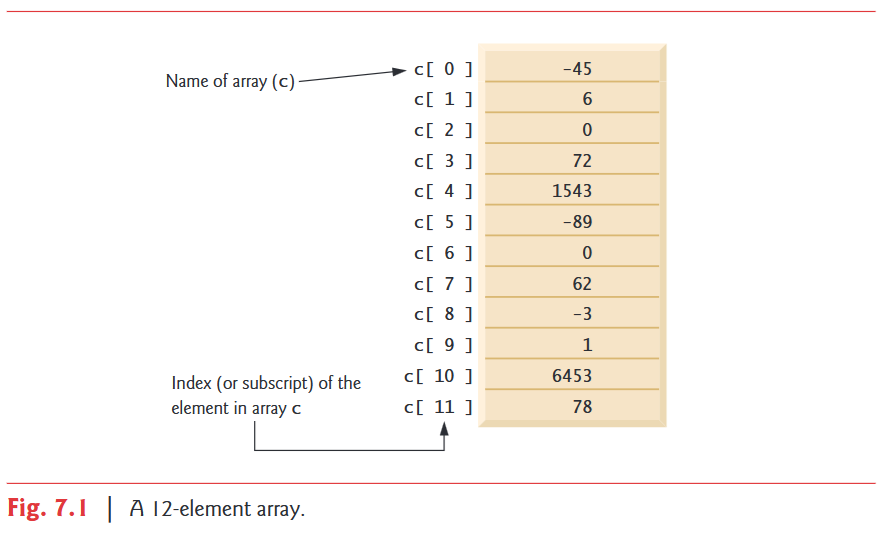 c[ 0 ] -45
Name of array (c)
c[ 1 ] 6
c[ 2 ] 0
c[ 3 ] 72
c[ 4 ] 1543
c[ 5 ] -89
c[ 6 ] 0
c[ 7 ] 62
c[ 8 ] -3
c[ 9 ] 1
c[ 10 ] 6453
Index (or subscript) of the
element in array c
c[ 11 ] 78
Fig. 7.1 | A 12-element array.